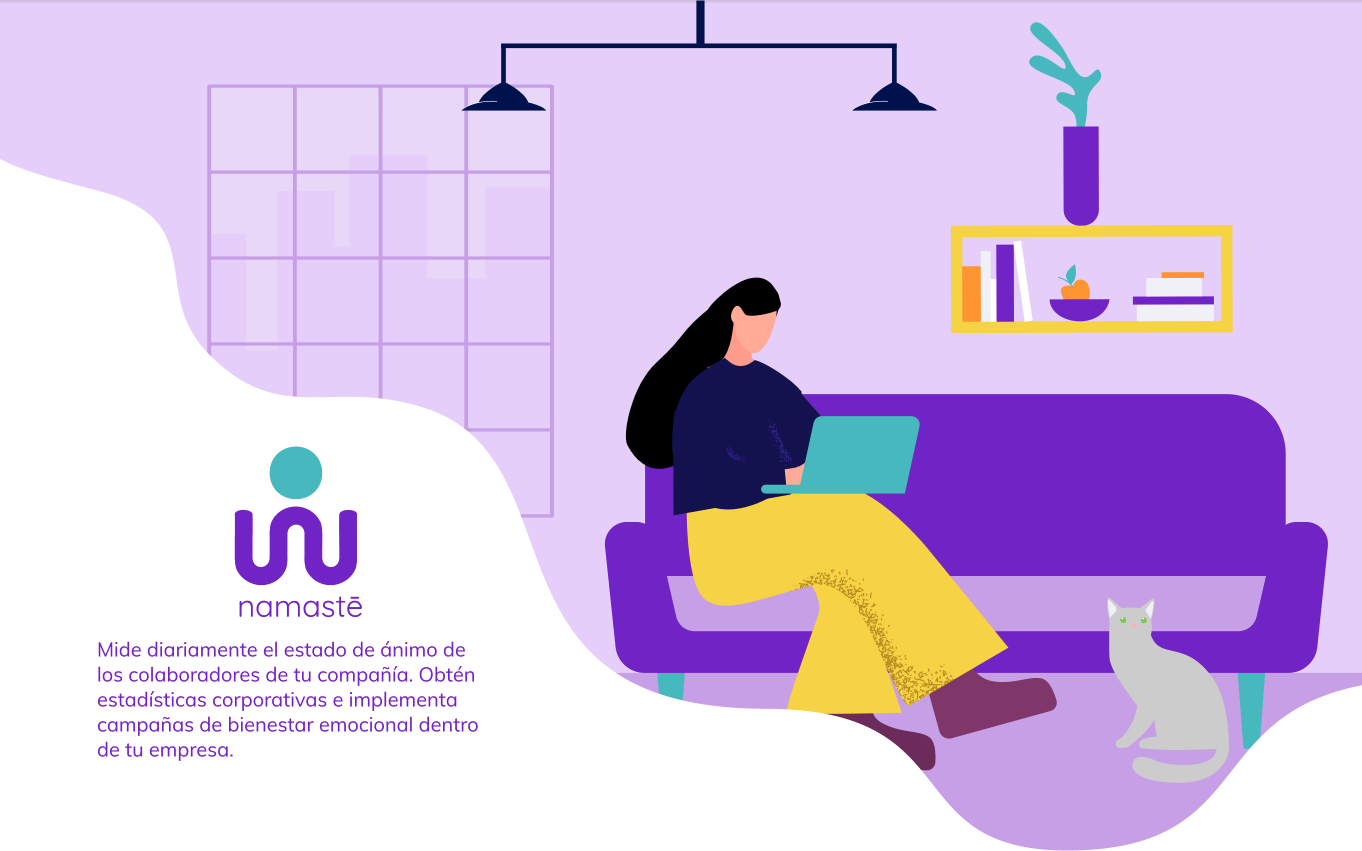 namastē
Mide diariamente el estado de ánimo de
los colaboradores de tu compañía. Obtén
estadísticas corporativas e implementa
campañas de bienestar emocional dentro
de tu empresa.